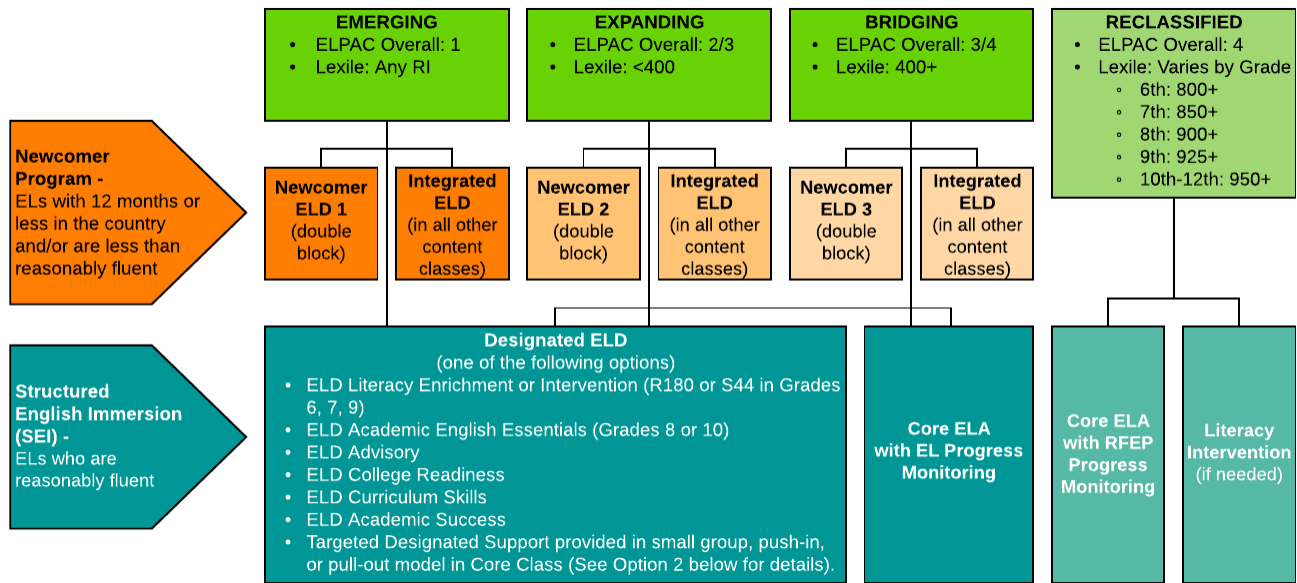 EMERGING
• ELPAC Overall: 1
• Lexile: Any RI
EXPANDING
• ELPAC Overall: 2/3
• Lexile: <400
BRIDGING
• ELPAC Overall: 3/4
• Lexile: 400+
RECLASSIFIED
• ELPAC Overall: 4
• Lexile: Varies by Grade
◦ 6th: 800+
◦ 7th: 850+
◦ 8th: 900+
◦ 9th: 925+
◦ 10th-12th: 950+
Newcomer
Program -
ELs with 12 months or
less in the country
and/or are less than
reasonably fluent
Newcomer
ELD 1
(double
block)
Integrated
ELD
(in all other
content
classes)
Newcomer
ELD 2
(double
block)
Integrated
ELD
(in all other
content
classes)
Newcomer
ELD 3
(double
block)
Integrated
ELD
(in all other
content
classes)
Structured
English Immersion
(SEI) -
ELs who are
reasonably fluent
Designated ELD
(one of the following options)
• ELD Literacy Enrichment or Intervention (R180 or S44 in Grades
6, 7, 9)
• ELD Academic English Essentials (Grades 8 or 10)
• ELD Advisory
• ELD College Readiness
• ELD Curriculum Skills
• ELD Academic Success
• Targeted Designated Support provided in small group, push-in,
or pull-out model in Core Class (See Option 2 below for details).
Core ELA
with EL Progress
Monitoring
Core ELA
with RFEP
Progress
Monitoring
Literacy
Intervention
(if needed)